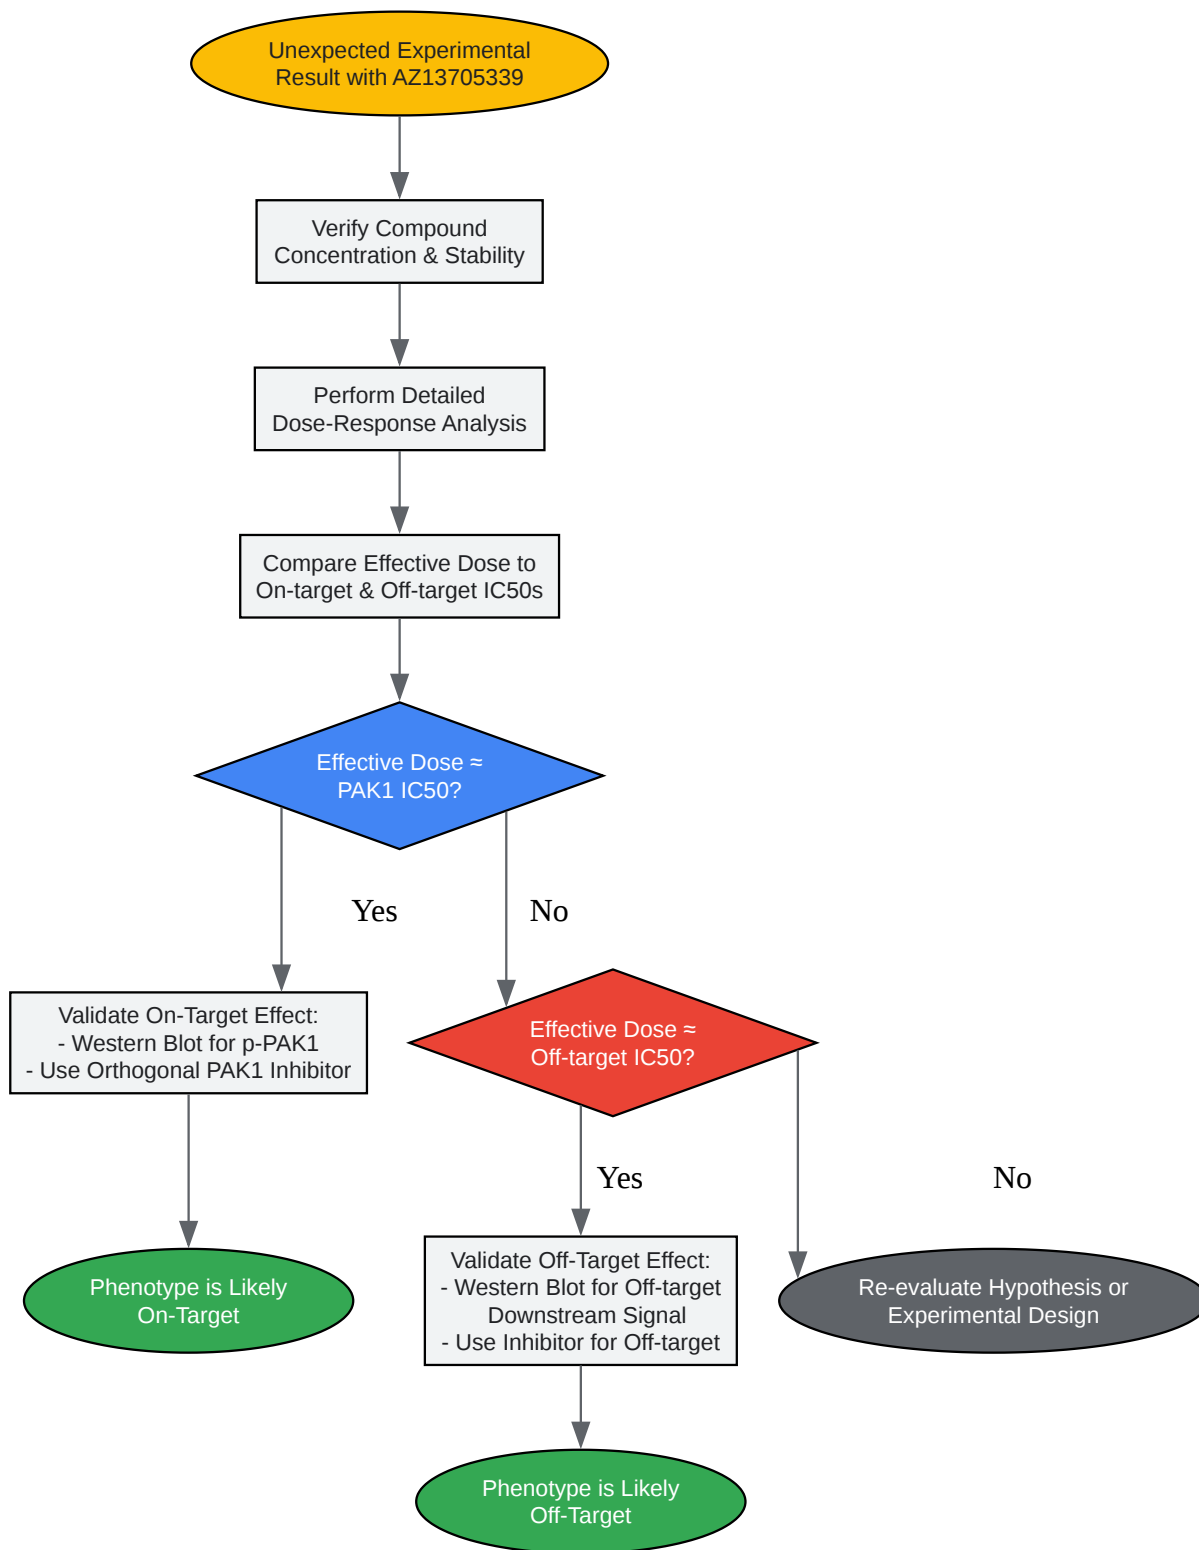 Unexpected Experimental
Result with AZ13705339
Verify Compound
Concentration & Stability
Perform Detailed
Dose-Response Analysis
Compare Effective Dose to
On-target & Off-target IC50s
Effective Dose ≈
PAK1 IC50?
Yes
No
Validate On-Target Effect:
- Western Blot for p-PAK1
- Use Orthogonal PAK1 Inhibitor
Effective Dose ≈
Off-target IC50?
Yes
No
Phenotype is Likely
On-Target
Validate Off-Target Effect:
- Western Blot for Off-target
Downstream Signal
- Use Inhibitor for Off-target
Re-evaluate Hypothesis or
Experimental Design
Phenotype is Likely
Off-Target